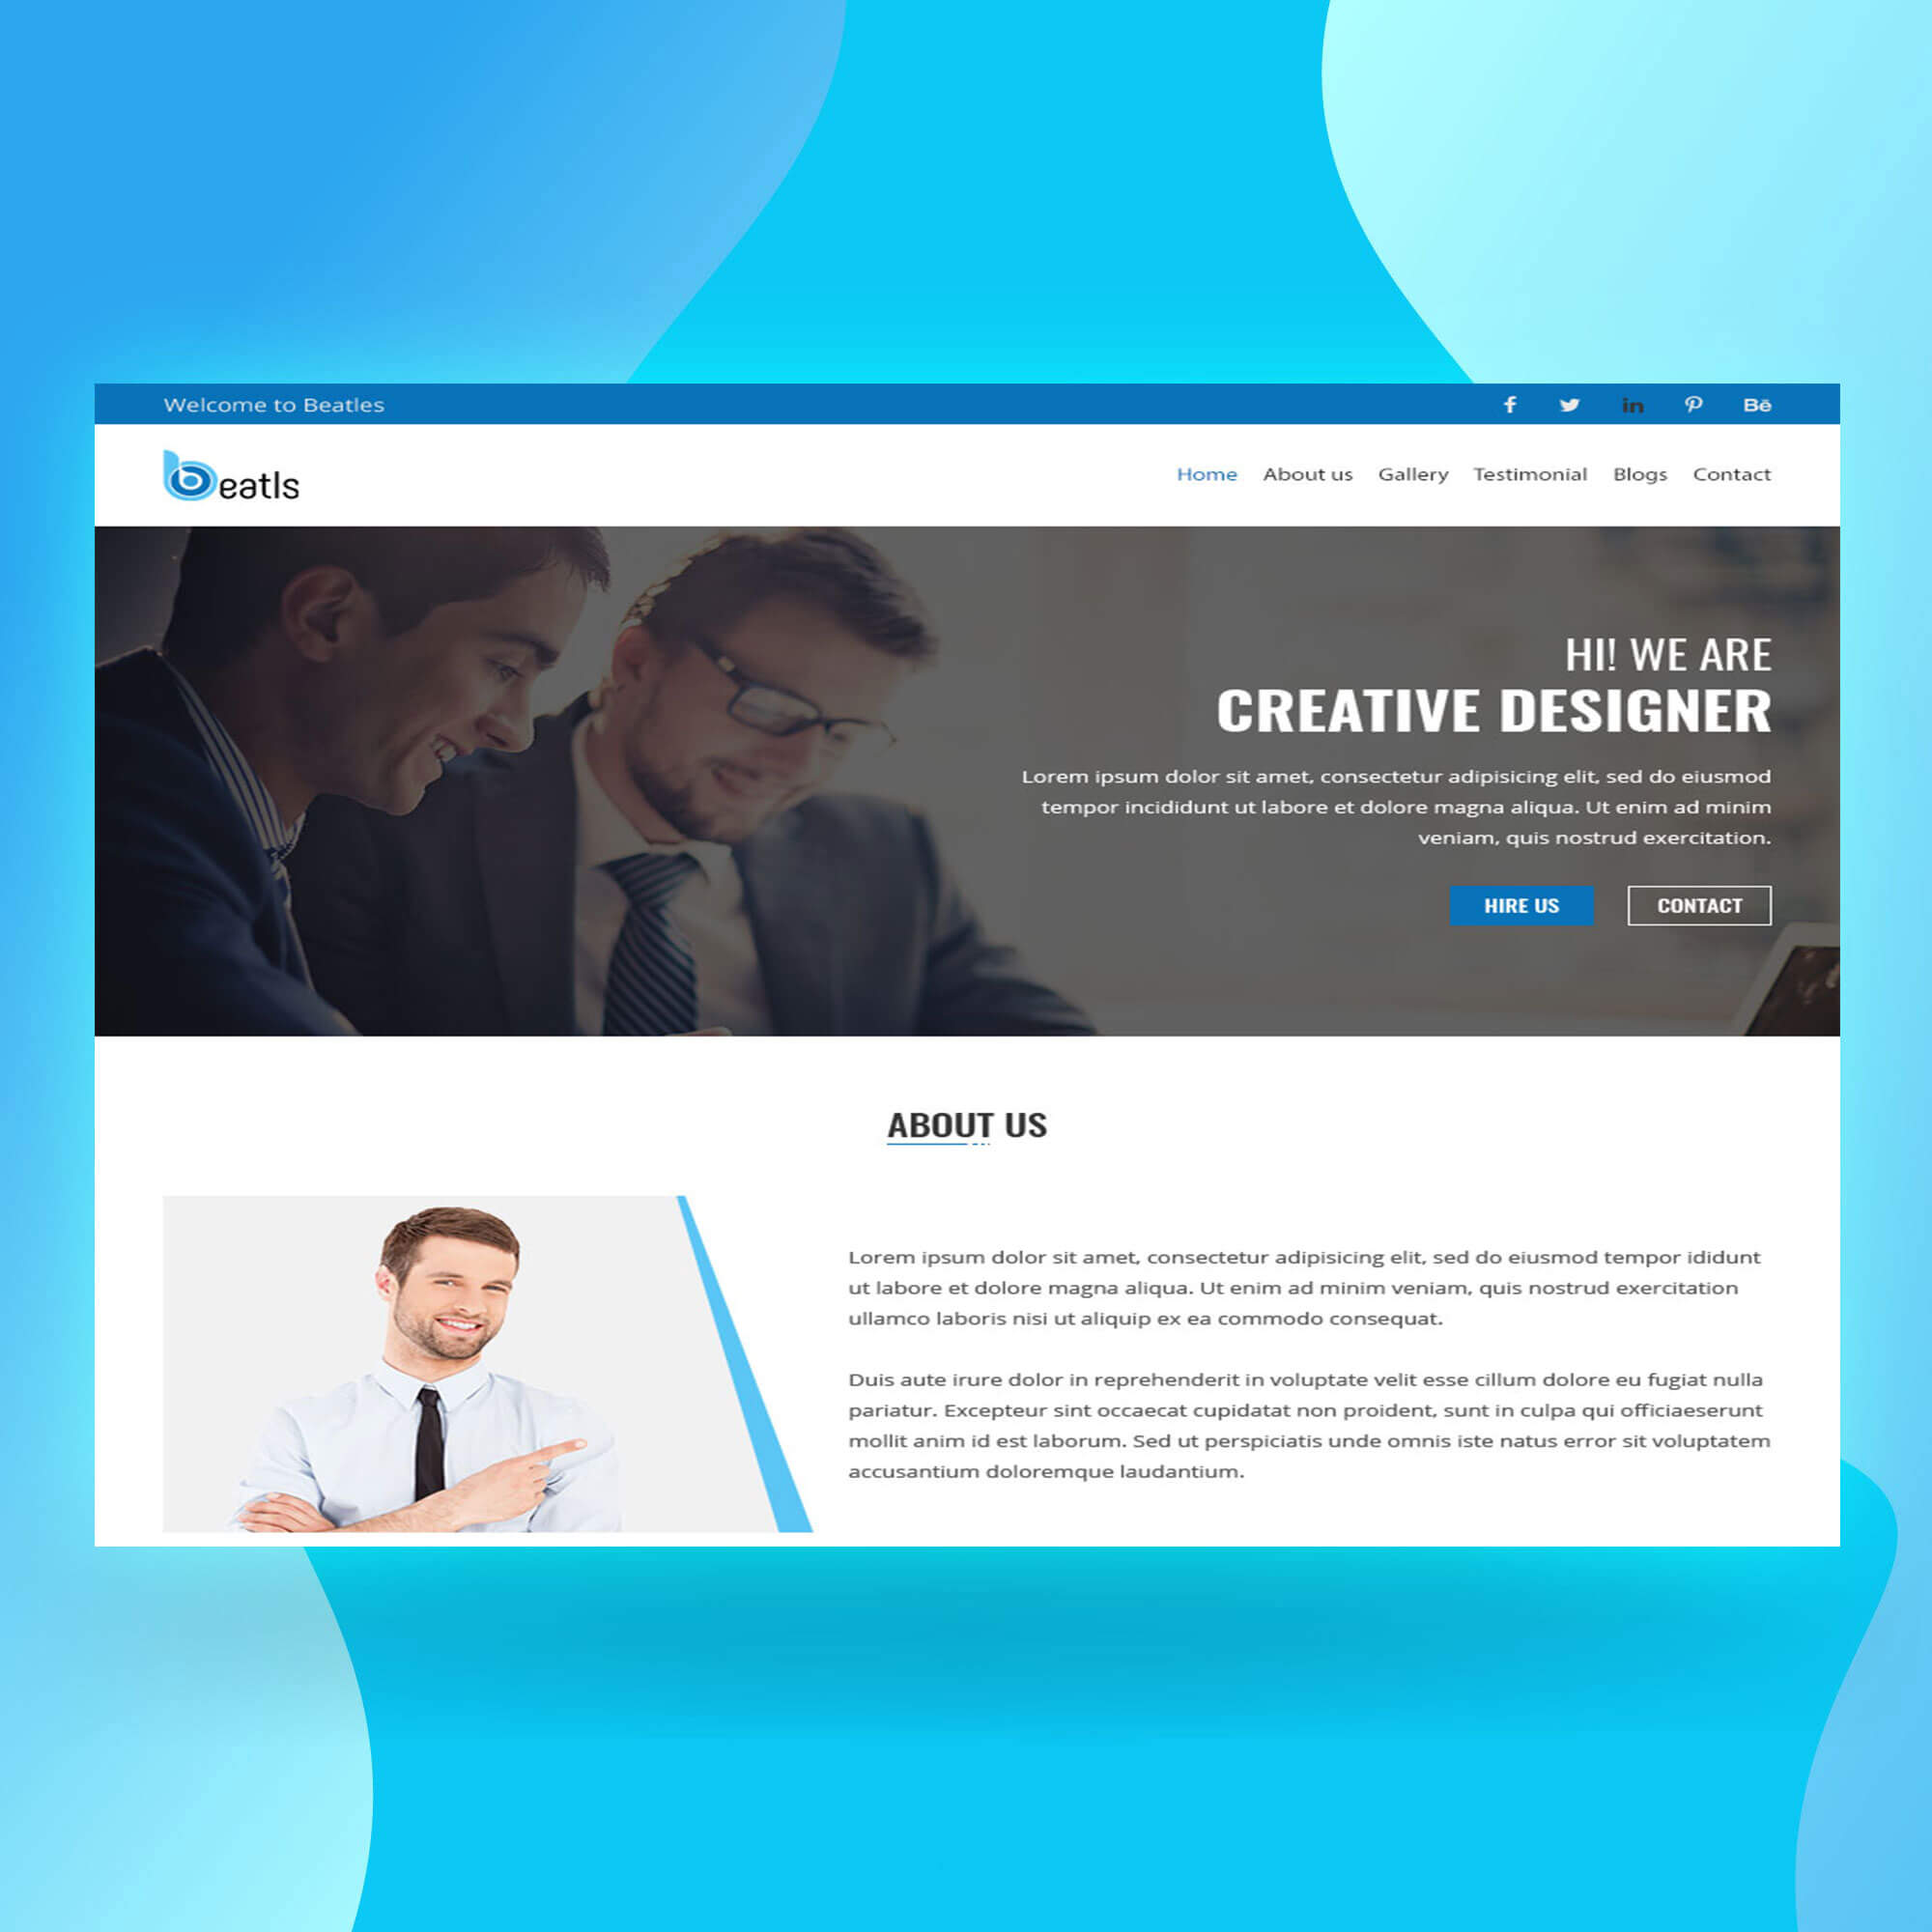 Welcome to Beatles
f in Bē
beatls
Home About us Gallery Testimonial Blogs Contact
HI! WE ARE
CREATIVE DESIGNER
Lorem ipsum dolor sit amet, consectetur adipisicing elit, sed do eiusmod
tempor incididunt ut labore et dolore magna aliqua. Ut enim ad minim
veniam, quis nostrud exercitation.
HIRE US CONTACT
ABOUT US
Lorem ipsum dolor sit amet, consectetur adipisicing elit, sed do eiusmod tempor ididunt
ut labore et dolore magna aliqua. Ut enim ad minim veniam, quis nostrud exercitation
ullamco laboris nisi ut aliquip ex ea commodo consequat.
Duis aute irure dolor in reprehenderit in voluptate velit esse cillum dolore eu fugiat nulla
pariatur. Excepteur sint occaecat cupidatat non proident, sunt in culpa qui officiaeserunt
mollit anim id est laborum. Sed ut perspiciatis unde omnis iste natus error sit voluptatem
accusantium doloremque laudantium.